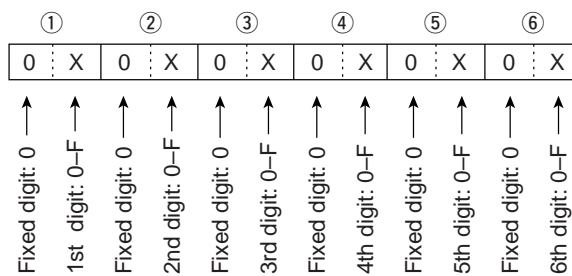 ① ② ③ ④ ⑤ ⑥
0 X 0 X 0 X 0 X 0 X 0 X
Fixed digit: 0
1st digit: 0–F
Fixed digit: 0
2nd digit: 0–F
Fixed digit: 0
3rd digit: 0–F
Fixed digit: 0
4th digit: 0–F
Fixed digit: 0
5th digit: 0–F
Fixed digit: 0
6th digit: 0–F